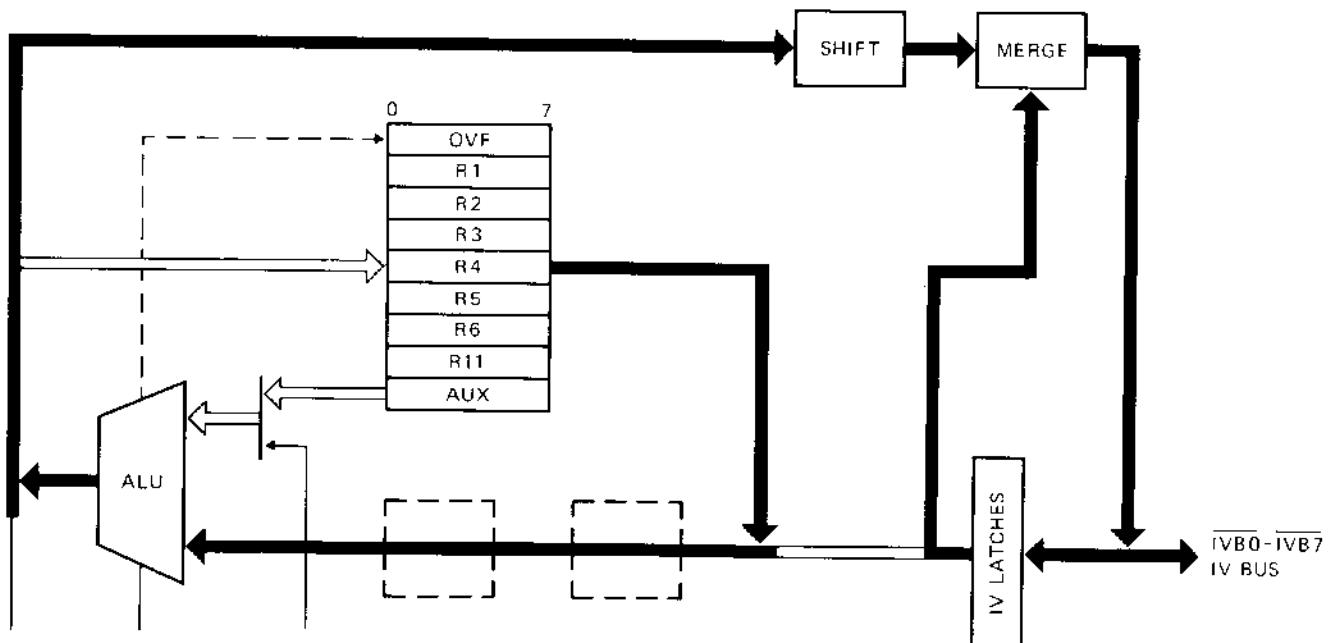 SHIFT
MERGE
0 7
OVF
R1
R2
R3
R4
R5
R6
R11
AUX
ALU
IV LATCHES
IVB0-IVB7
IV BUS